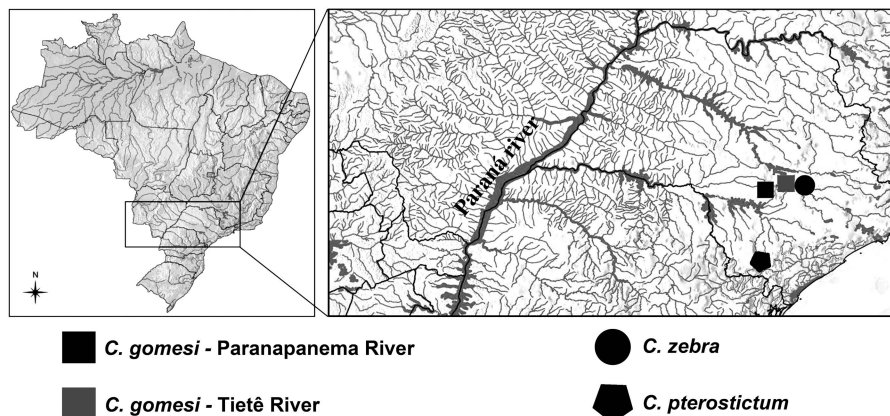 N
Paraná river
C. gomesi - Paranapanema River
C. zebra
C. gomesi - Tietê River
C. pterostictum